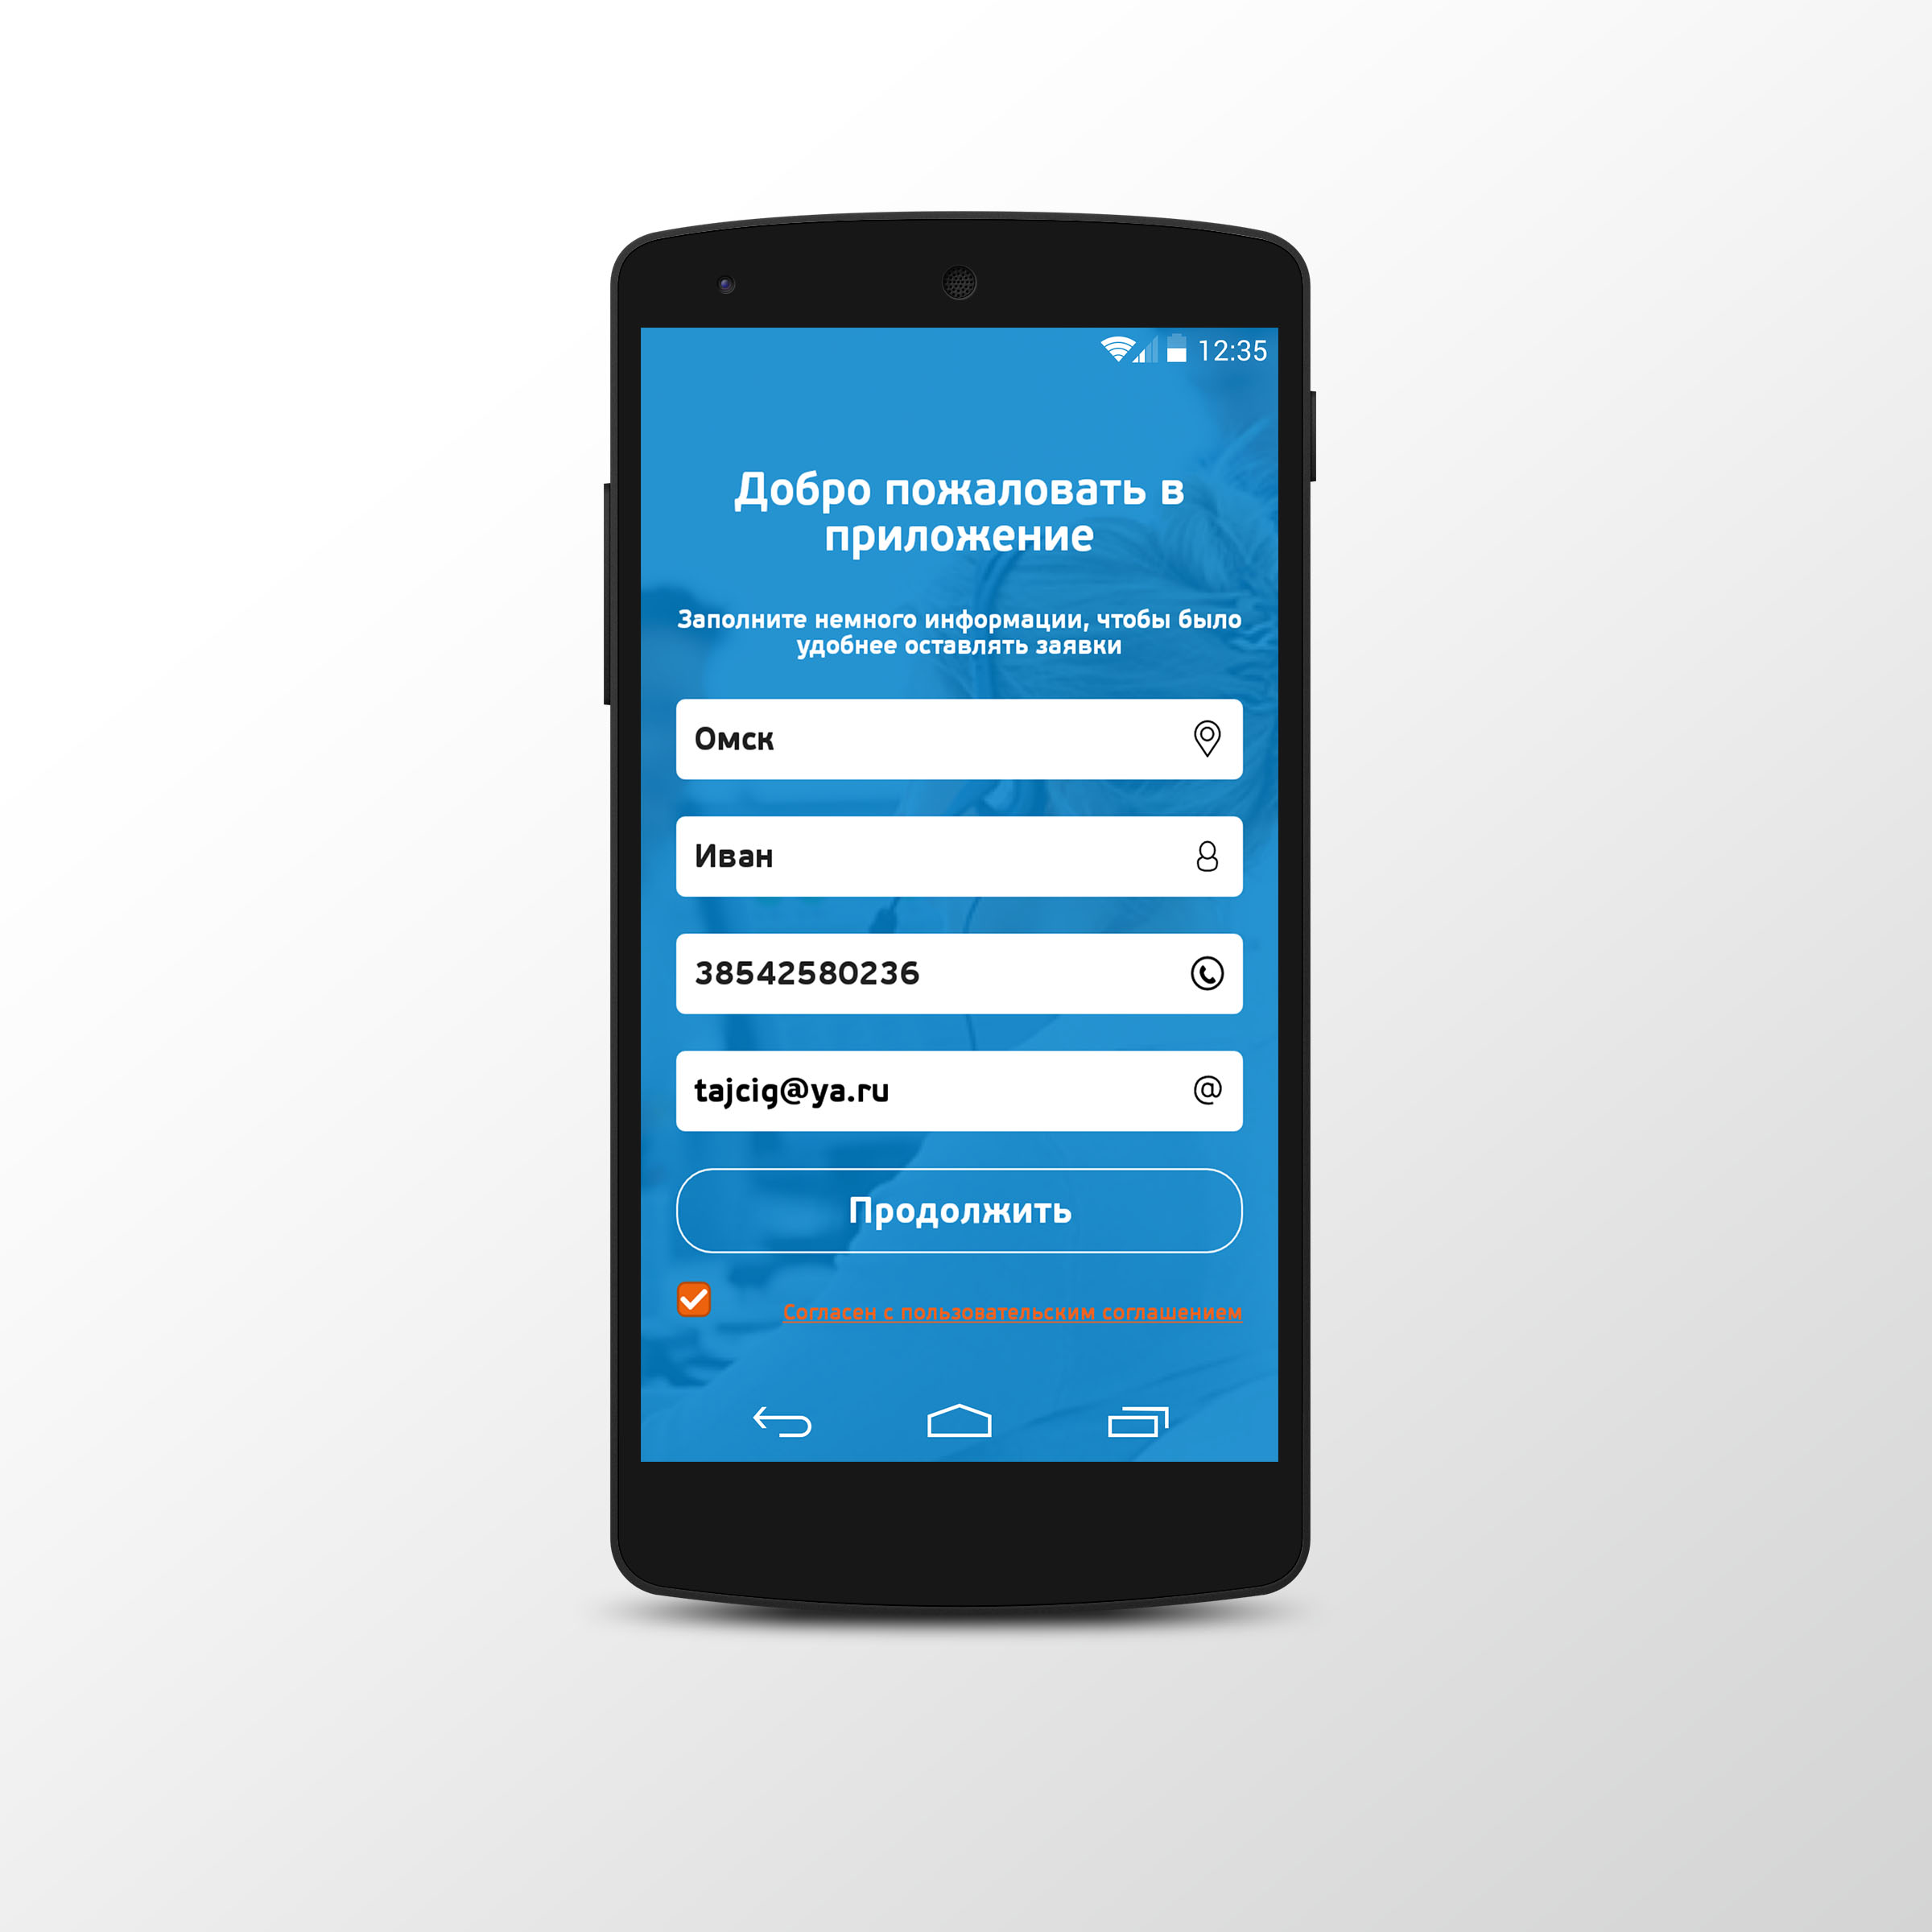 12:35
Добро пожаловать в
приложение
Заполните немного информации, чтобы было
удобнее оставлять заявки
Омск
Иван
38542580236
tajcig@ya.ru
@
Продолжить
Согласен с пользовательским соглашением